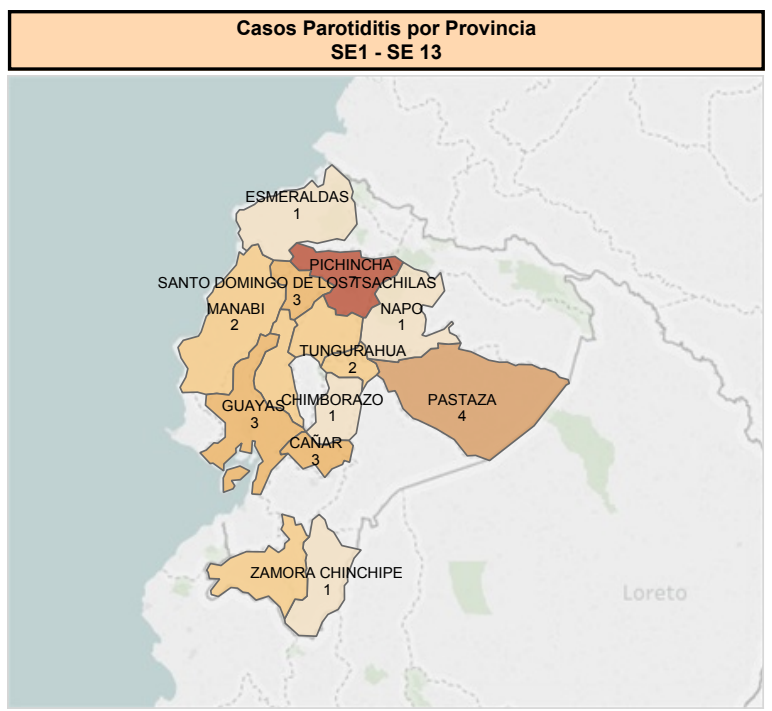 Casos Parotiditis por Provincia
SE1 - SE 13
ESMERALDAS
1
PICHINCHA
7
SANTO DOMINGO DE LOS TSACHILAS
3
MANABI
2
NAPO
1
TUNGURAHUA
2
GUAYAS
3
CHIMBORAZO
1
PASTAZA
4
CAÑAR
3
ZAMORA CHINCHIPE
1
Loreto